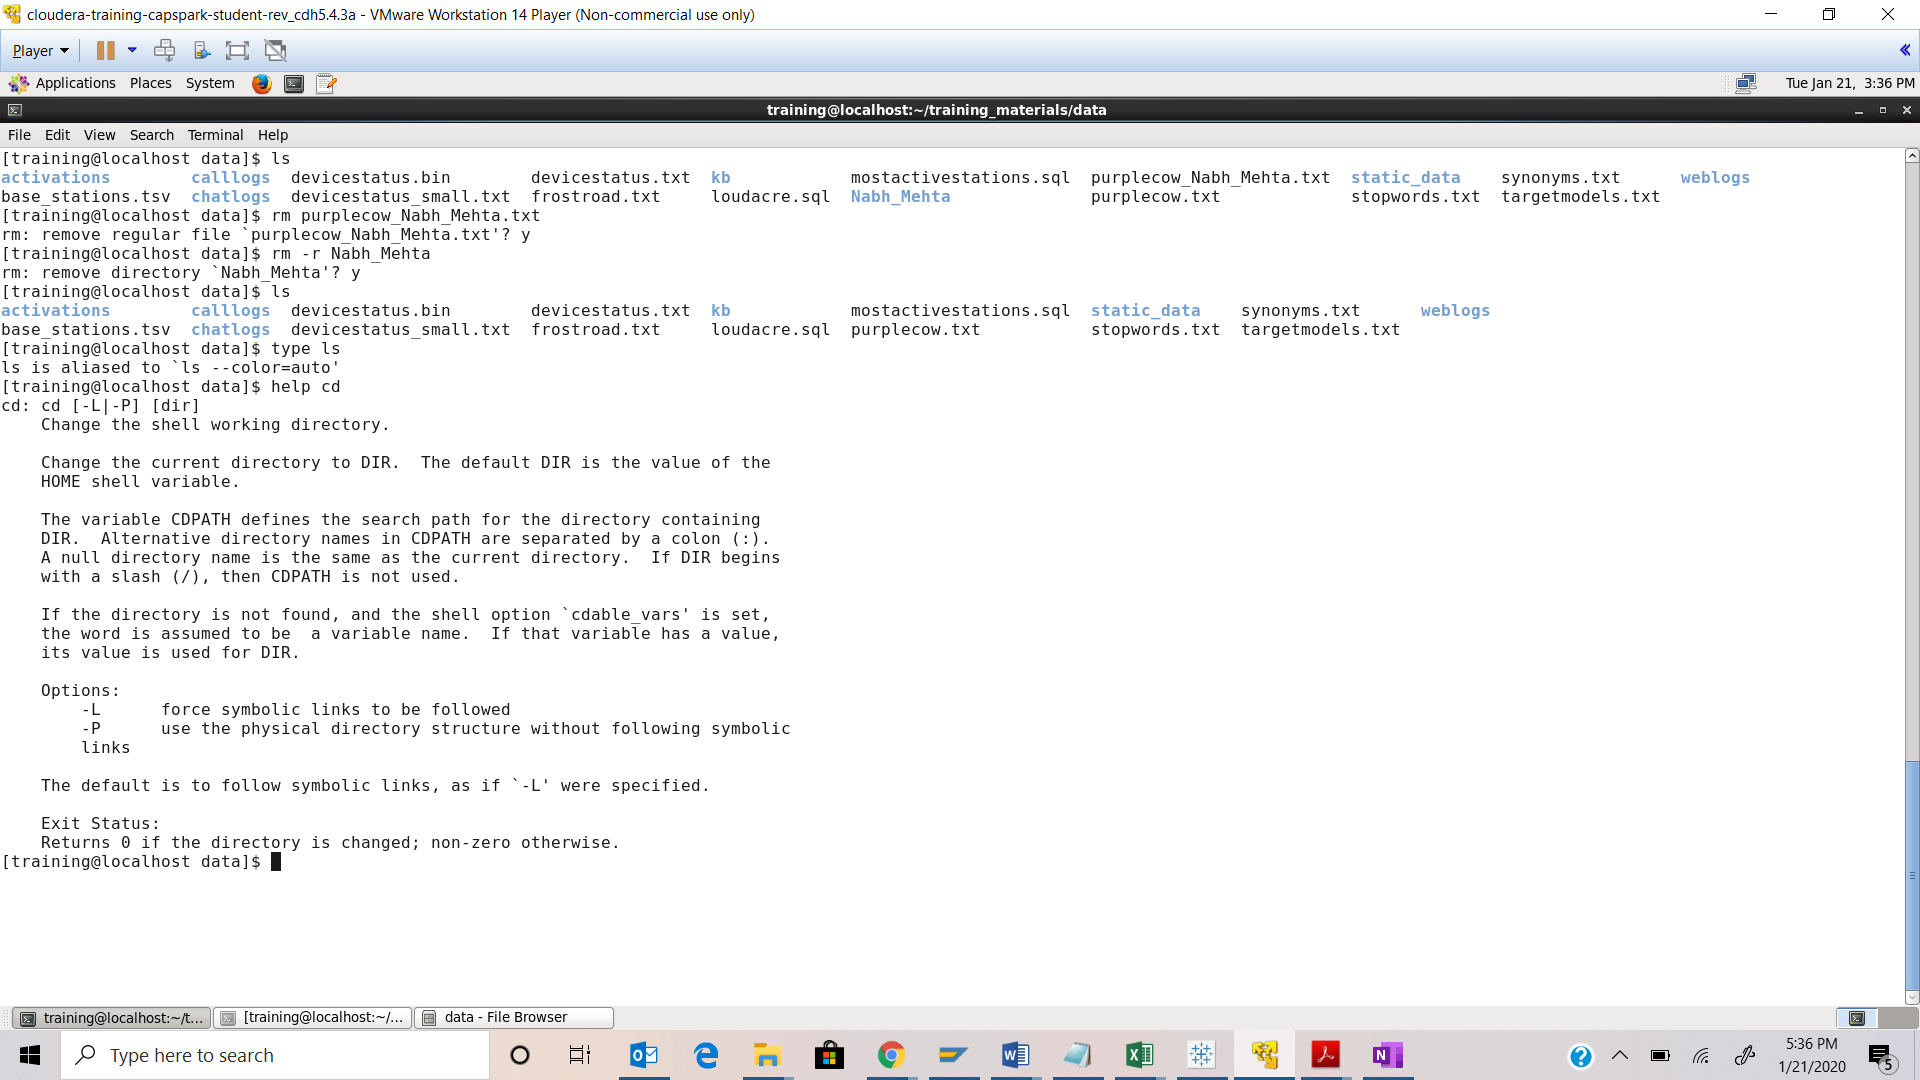 cloudera-training-capspark-student-rev_cdh5.4.3a - VMware Workstation 14 Player (Non-commercial use only)
Player
Applications Places System Tue Jan 21, 3:36 PM
training@localhost:~/training_materials/data
File Edit View Search Terminal Help
[training@localhost data]$ ls
activations calllogs devicestatus.bin devicestatus.txt kb mostactivestations.sql purplecow_Nabh_Mehta.txt static_data synonyms.txt weblogs
base_stations.tsv chatlogs devicestatus_small.txt frostroad.txt loudacre.sql Nabh_Mehta purplecow.txt stopwords.txt targetmodels.txt
[training@localhost data]$ rm purplecow_Nabh_Mehta.txt
rm: remove regular file `purplecow_Nabh_Mehta.txt'? y
[training@localhost data]$ rm -r Nabh_Mehta
rm: remove directory `Nabh_Mehta'? y
[training@localhost data]$ ls
activations calllogs devicestatus.bin devicestatus.txt kb mostactivestations.sql static_data synonyms.txt weblogs
base_stations.tsv chatlogs devicestatus_small.txt frostroad.txt loudacre.sql purplecow.txt stopwords.txt targetmodels.txt
[training@localhost data]$ type ls
ls is aliased to `ls --color=auto'
[training@localhost data]$ help cd
cd: cd [-L|-P] [dir]
Change the shell working directory.
Change the current directory to DIR.  The default DIR is the value of the
HOME shell variable.
The variable CDPATH defines the search path for the directory containing
DIR.  Alternative directory names in CDPATH are separated by a colon (:).
A null directory name is the same as the current directory.  If DIR begins
with a slash (/), then CDPATH is not used.
If the directory is not found, and the shell option `cdable_vars' is set,
the word is assumed to be  a variable name.  If that variable has a value,
its value is used for DIR.
Options:
-L force symbolic links to be followed
-P use the physical directory structure without following symbolic
links
The default is to follow symbolic links, as if `-L' were specified.
Exit Status:
Returns 0 if the directory is changed; non-zero otherwise.
[training@localhost data]$
training@localhost:~/t... [training@localhost:~/... data - File Browser
Type here to search
5:36 PM
1/21/2020
5